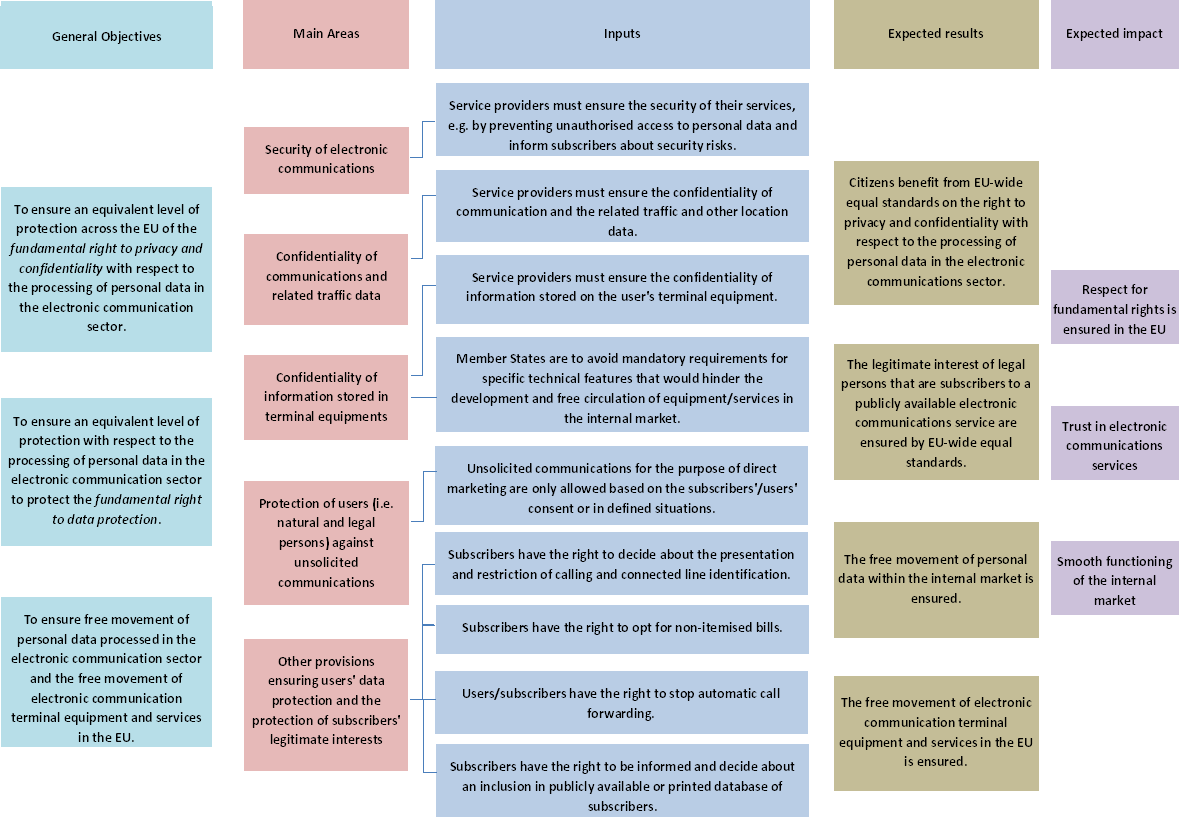 General Objectives
Main Areas
Inputs
Expected results
Expected impact
To ensure an equivalent level of
protection across the EU of the
fundamental right to privacy and
confidentiality with respect to
the processing of personal data in
the electronic communication
sector.
To ensure an equivalent level of
protection with respect to the
processing of personal data in the
electronic communication sector
to protect the fundamental right
to data protection.
To ensure free movement of
personal data processed in the
electronic communication sector
and the free movement of
electronic communication
terminal equipment and services
in the EU.
Security of electronic
communications
Confidentiality of
communications and
related traffic data
Confidentiality of
information stored in
terminal equipments
Protection of users (i.e.
natural and legal
persons) against
unsolicited
communications
Other provisions
ensuring users' data
protection and the
protection of subscribers'
legitimate interests
Service providers must ensure the security of their services,
e.g. by preventing unauthorised access to personal data and
inform subscribers about security risks.
Service providers must ensure the confidentiality of
communication and the related traffic and other location
data.
Service providers must ensure the confidentiality of
information stored on the user's terminal equipment.
Member States are to avoid mandatory requirements for
specific technical features that would hinder the
development and free circulation of equipment/services in
the internal market.
Unsolicited communications for the purpose of direct
marketing are only allowed based on the subscribers'/users'
consent or in defined situations.
Subscribers have the right to decide about the presentation
and restriction of calling and connected line identification.
Subscribers have the right to opt for non-itemised bills.
Users/subscribers have the right to stop automatic call
forwarding.
Subscribers have the right to be informed and decide about
an inclusion in publicly available or printed database of
subscribers.
Citizens benefit from EU-wide
equal standards on the right to
privacy and confidentiality with
respect to the processing of
personal data in the electronic
communications sector.
The legitimate interest of legal
persons that are subscribers to a
publicly available electronic
communications service are
ensured by EU-wide equal
standards.
The free movement of personal
data within the internal market is
ensured.
The free movement of electronic
communication terminal
equipment and services in the EU
is ensured.
Respect for
fundamental rights is
ensured in the EU
Trust in electronic
communications
services
Smooth functioning
of the internal
market